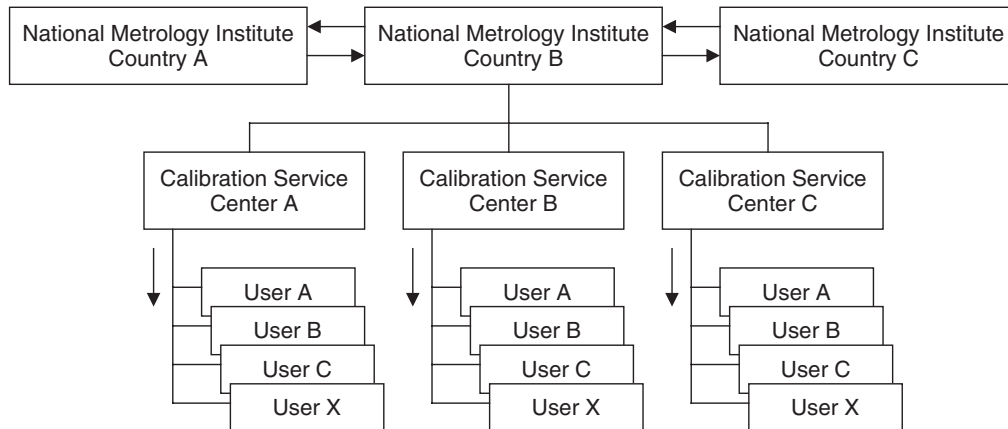 National Metrology Institute
Country A
National Metrology Institute
Country B
National Metrology Institute
Country C
Calibration Service
Center A
Calibration Service
Center B
Calibration Service
Center C
User A
User B
User C
User X
User A
User B
User C
User X
User A
User B
User C
User X